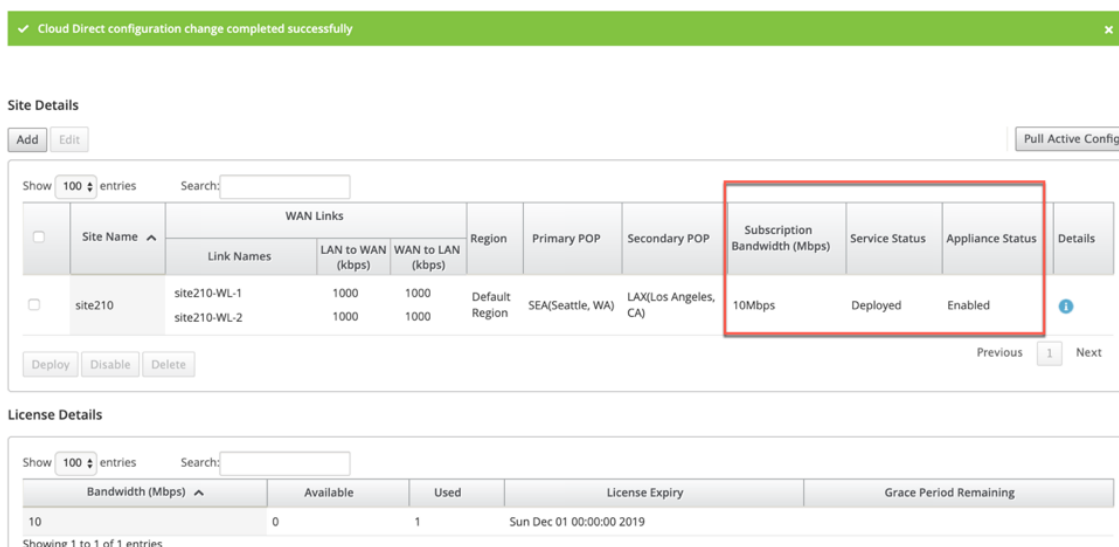 Cloud Direct configuration change completed successfully
Site Details
Add Edit Pull Active Config
Show 100 entries Search:
Site Name WAN Links Region Primary POP Secondary POP Subscription Bandwidth (Mbps) Service Status Appliance Status Details
Link Names LAN to WAN (kbps) WAN to LAN (kbps)
site210 site210-WL-1 1000 1000 Default Region SEA(Seattle, WA) LAX(Los Angeles, CA) 10Mbps Deployed Enabled
site210-WL-2 1000 1000
Previous 1 Next
Deploy Disable Delete
License Details
Show 100 entries Search:
Bandwidth (Mbps) Available Used License Expiry Grace Period Remaining
10 0 1 Sun Dec 01 00:00:00 2019
Showing 1 to 1 of 1 entries